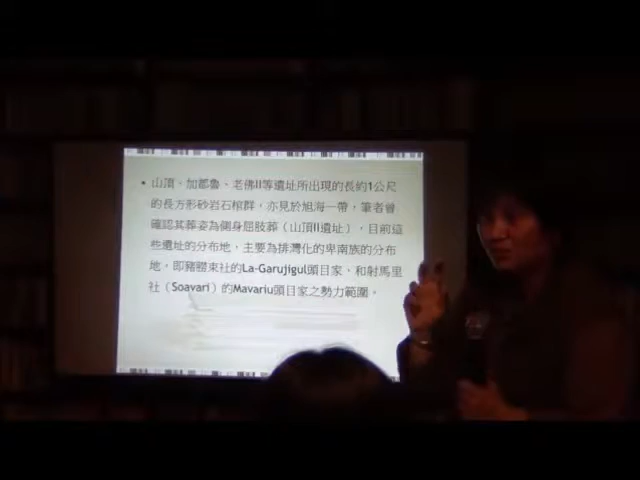 • 山頂、加都魯、老佛II等遺址所出現的長約1公尺
的長方形砂岩石棺群，亦見於旭海一帶，筆者曾
確認其葬姿為側身屈肢葬（山頂II遺址），目前這
些遺址的分布地，主要為排灣化的卑南族的分布
地，即豬朥束社的La-Garujigul頭目家、和射馬里
社（Soavari）的Mavariu頭目家之勢力範圍。